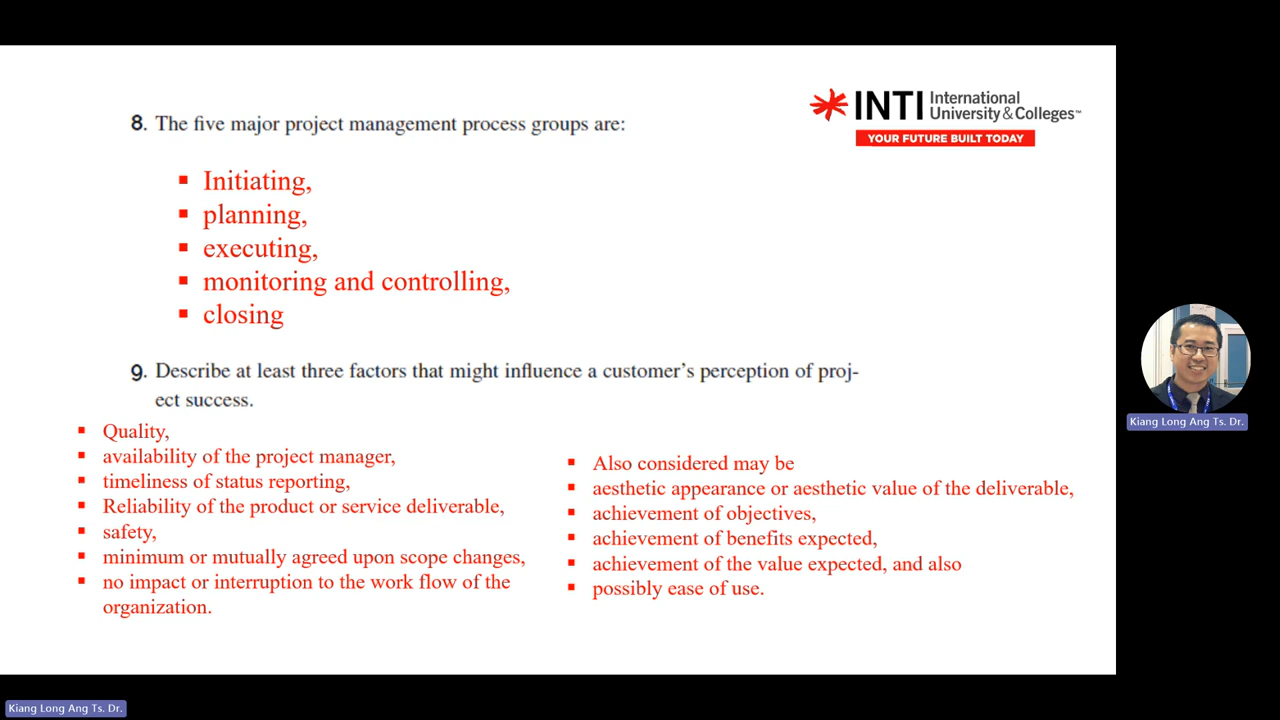 INTI International
University & Colleges™
YOUR FUTURE BUILT TODAY
8. The five major project management process groups are:
▪ Initiating,
▪ planning,
▪ executing,
▪ monitoring and controlling,
▪ closing
9. Describe at least three factors that might influence a customer's perception of proj-
ect success.
▪ Quality,
▪ availability of the project manager,
▪ timeliness of status reporting,
▪ Reliability of the product or service deliverable,
▪ safety,
▪ minimum or mutually agreed upon scope changes,
▪ no impact or interruption to the work flow of the
organization.
▪ Also considered may be
▪ aesthetic appearance or aesthetic value of the deliverable,
▪ achievement of objectives,
▪ achievement of benefits expected,
▪ achievement of the value expected, and also
▪ possibly ease of use.
Kiang Long Ang Ts. Dr.
Kiang Long Ang Ts. Dr.